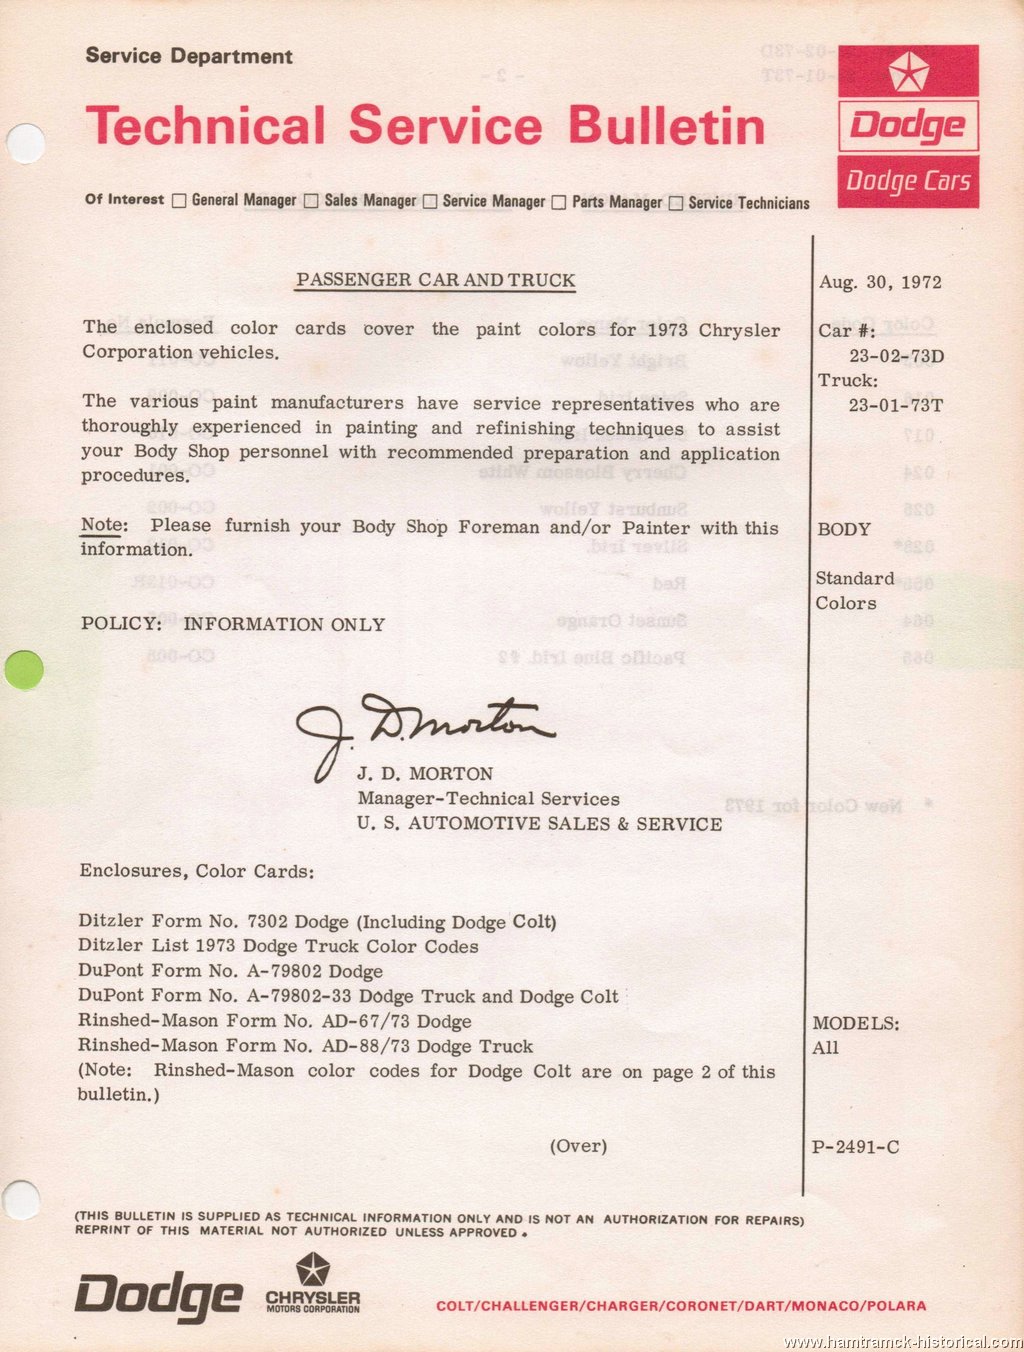 Service Department
Technical Service Bulletin
Dodge
Dodge Cars
Of Interest ☐ General Manager ☐ Sales Manager ☐ Service Manager ☐ Parts Manager ☐ Service Technicians
PASSENGER CAR AND TRUCK
The enclosed color cards cover the paint colors for 1973 Chrysler
Corporation vehicles.
The various paint manufacturers have service representatives who are
thoroughly experienced in painting and refinishing techniques to assist
your Body Shop personnel with recommended preparation and application
procedures.
Note: Please furnish your Body Shop Foreman and/or Painter with this
information.
POLICY: INFORMATION ONLY
J. D. Morton
J. D. MORTON
Manager-Technical Services
U. S. AUTOMOTIVE SALES & SERVICE
Enclosures, Color Cards:
Ditzler Form No. 7302 Dodge (Including Dodge Colt)
Ditzler List 1973 Dodge Truck Color Codes
DuPont Form No. A-79802 Dodge
DuPont Form No. A-79802-33 Dodge Truck and Dodge Colt
Rinshed-Mason Form No. AD-67/73 Dodge
Rinshed-Mason Form No. AD-88/73 Dodge Truck
(Note: Rinshed-Mason color codes for Dodge Colt are on page 2 of this
bulletin.)
(Over)
Aug. 30, 1972
Car #:
23-02-73D
Truck:
23-01-73T
BODY
Standard
Colors
MODELS:
All
P-2491-C
(THIS BULLETIN IS SUPPLIED AS TECHNICAL INFORMATION ONLY AND IS NOT AN AUTHORIZATION FOR REPAIRS)
REPRINT OF THIS MATERIAL NOT AUTHORIZED UNLESS APPROVED.
Dodge
CHRYSLER
MOTORS CORPORATION
COLT/CHALLENGER/CHARGER/CORONET/DART/MONACO/POLARA
www.hamtramck-historical.com